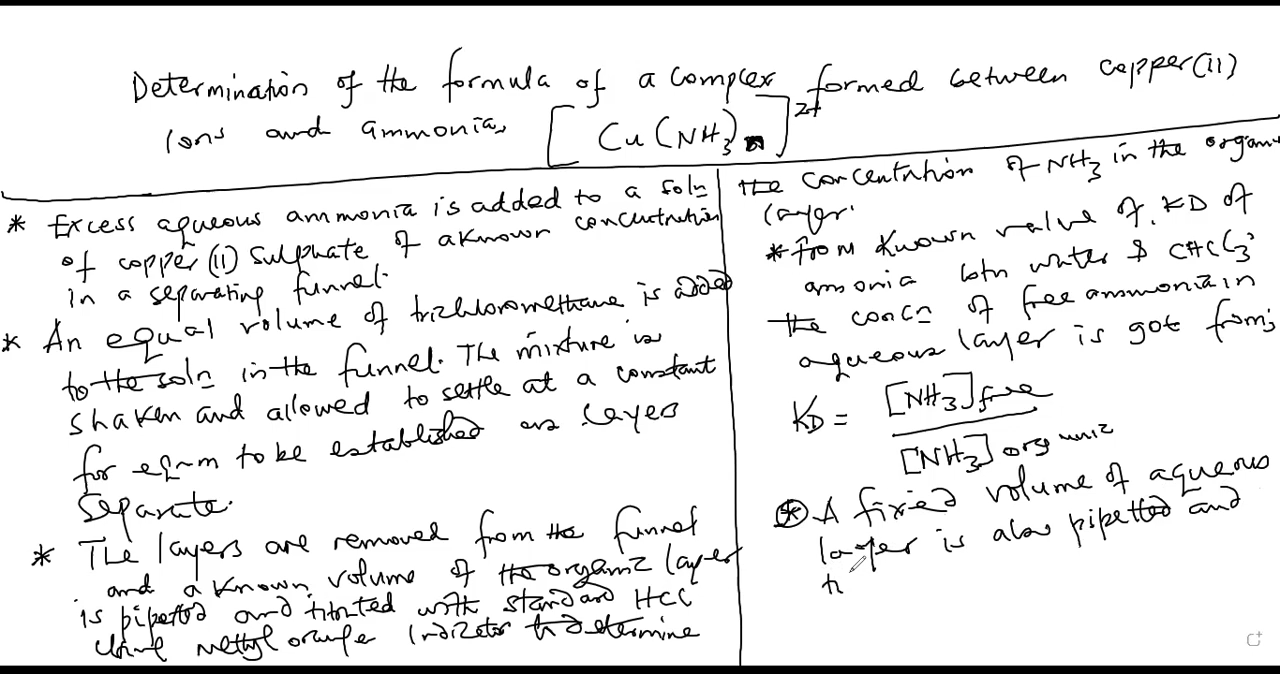 Determination of the formula of a complex formed between copper(II)
Ions and ammonia, [Cu(NH3)n]2+
* Excess aqueous ammonia is added to a soln
of copper (II) sulphate of a known concentration
in a separating funnel.
* An equal volume of trichloromethane is added
to the soln in the funnel. The mixture is
shaken and allowed to settle at a constant
for eqm to be established as layers
separate.
* The layers are removed from the funnel
and a known volume of the organic layer
is pipetted and titrated with standard HCl
using methyl orange indicator to determine
the concentration of NH3 in the organic
layer.
* from known value of KD of
amonia btn water & CHCl3
the concn of free ammonia in
aqueous layer is got from;
KD = [NH3]free
[NH3] organic
* A fixed volume of aqueous
layer is also pipetted and